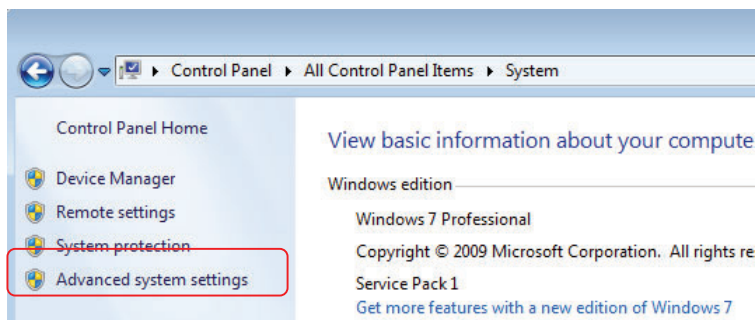 Control Panel ▸ All Control Panel Items ▸ System
Control Panel Home
Device Manager
Remote settings
System protection
Advanced system settings
View basic information about your compute
Windows edition
Windows 7 Professional
Copyright © 2009 Microsoft Corporation. All rights re
Service Pack 1
Get more features with a new edition of Windows 7